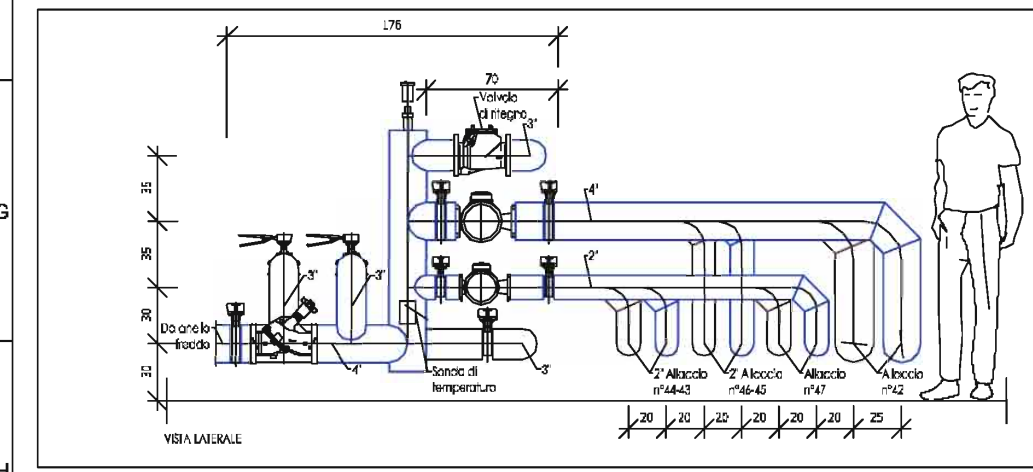 176
70
Valvola
di ritegno
3"
35
35
30
30
4"
2"
3"
3"
Da anello
freddo
4"
Sonda di
temperatura
3"
2" Allaccio
n°44-43
2" Allaccio
n°46-45
Allaccio
n°47
Allaccio
n°42
20
20
20
20
20
20
25
VISTA LATERALE